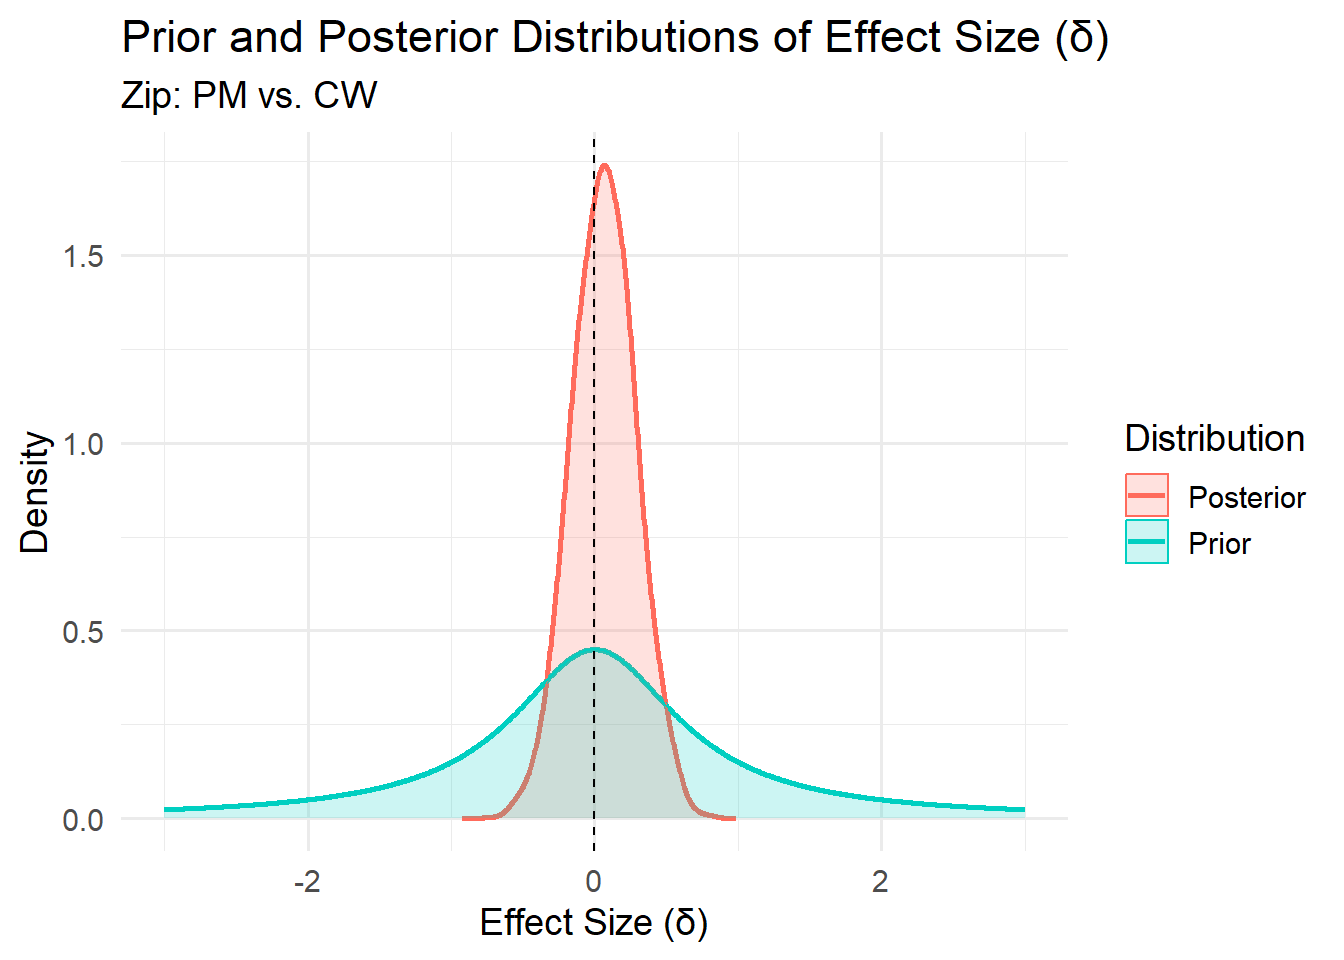 Prior and Posterior Distributions of Effect Size (δ)
Zip: PM vs. CW
Density
1.5
1.0
0.5
0.0
-2
0
2
Effect Size (δ)
Distribution
Posterior
Prior